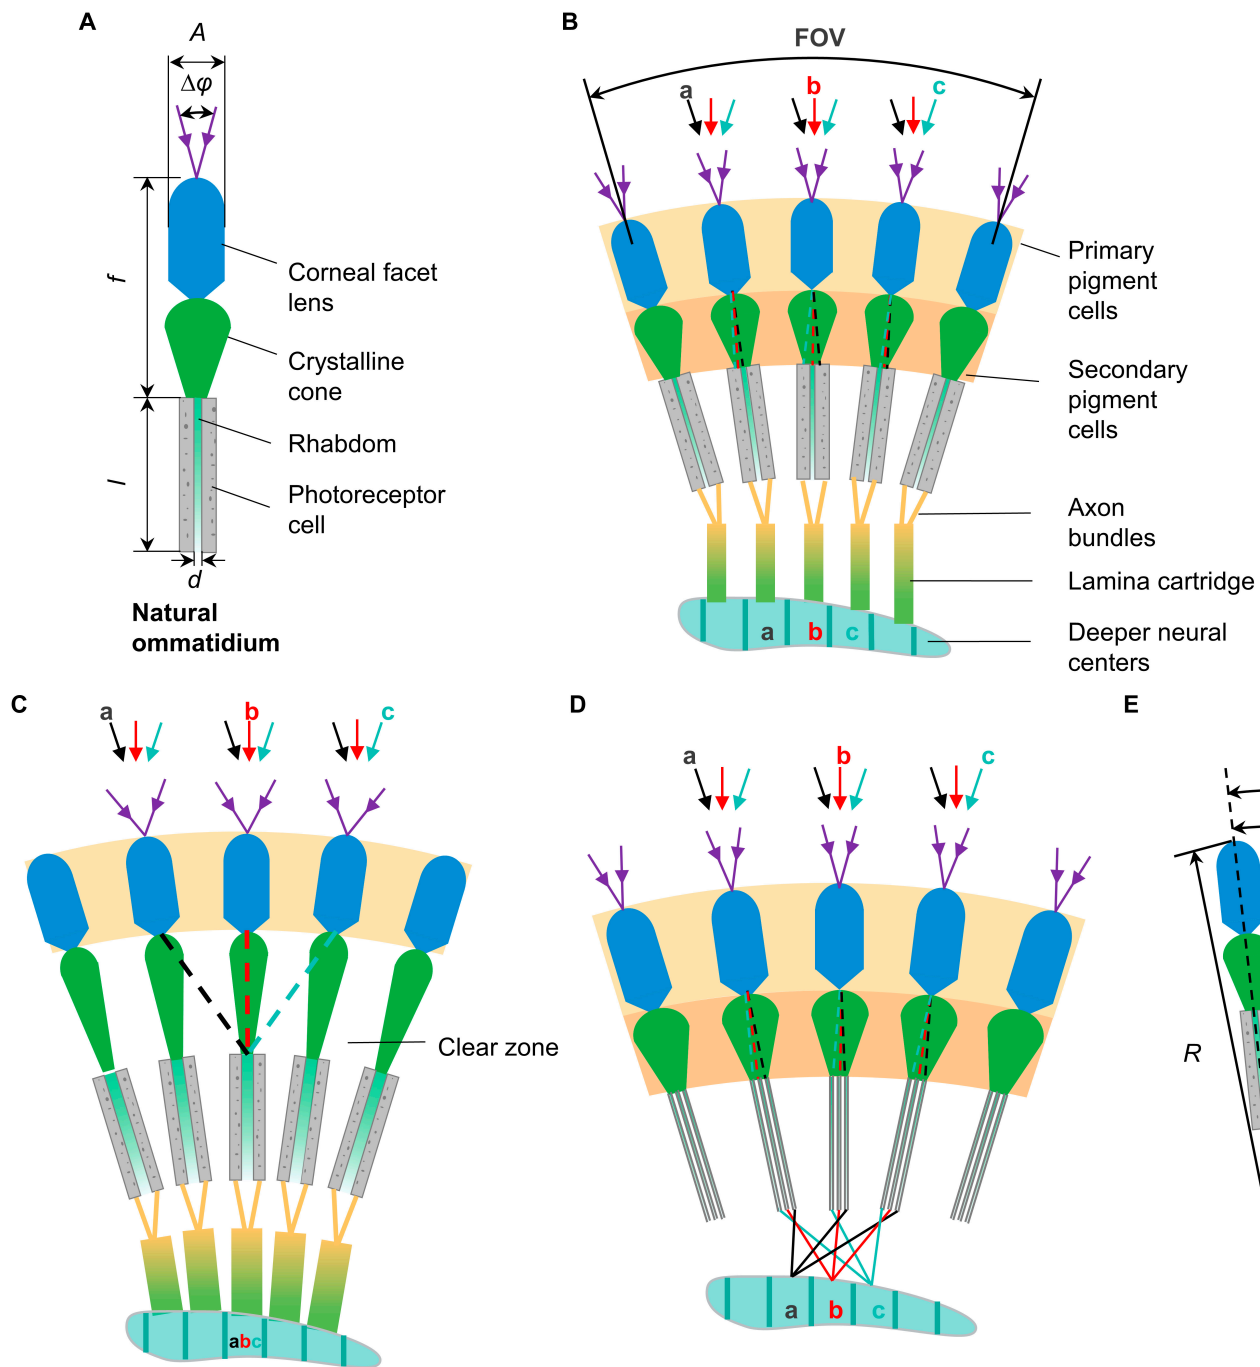 A
A
Δφ
f
Corneal facet
lens
Crystalline
cone
Rhabdom
l
Photoreceptor
cell
d
Natural
ommatidium
B
FOV
a
b
c
Primary
pigment
cells
Secondary
pigment
cells
Axon
bundles
Lamina cartridge
a
b
c
Deeper neural
centers
C
a
b
c
Clear zone
abc
D
a
b
c
a
b
c
E
R